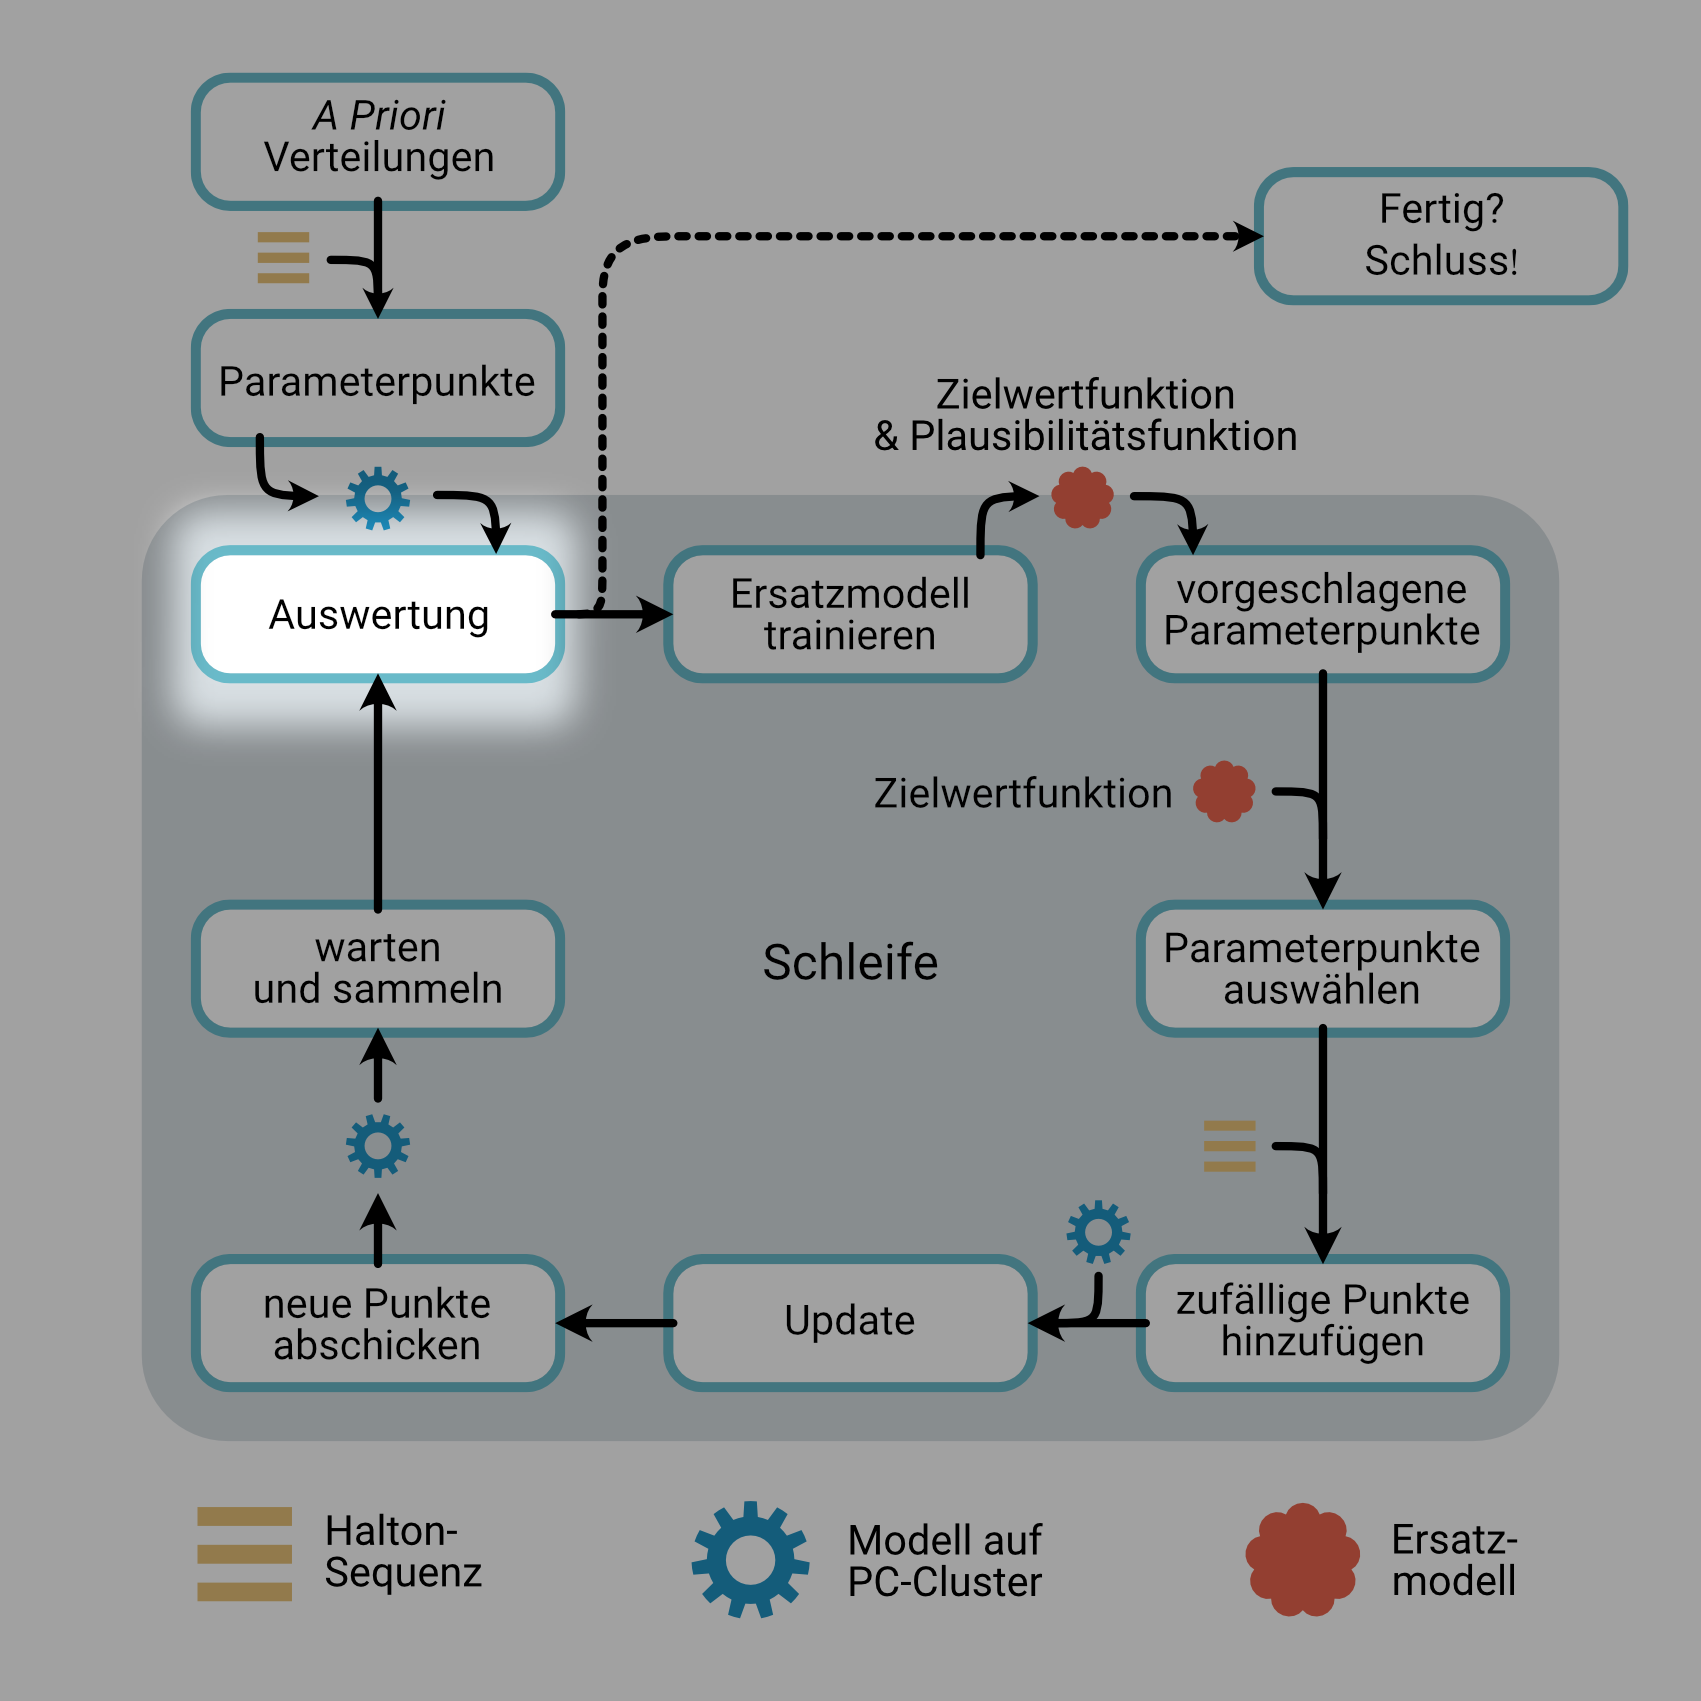 A Priori
Verteilungen
Fertig?
Schluss!
Parameterpunkte
Zielwertfunktion
& Plausibilitätsfunktion
Auswertung
Ersatzmodell
trainieren
vorgeschlagene
Parameterpunkte
Zielwertfunktion
warten
und sammeln
Schleife
Parameterpunkte
auswählen
neue Punkte
abschicken
Update
zufällige Punkte
hinzufügen
Halton-
Sequenz
Modell auf
PC-Cluster
Ersatz-
modell